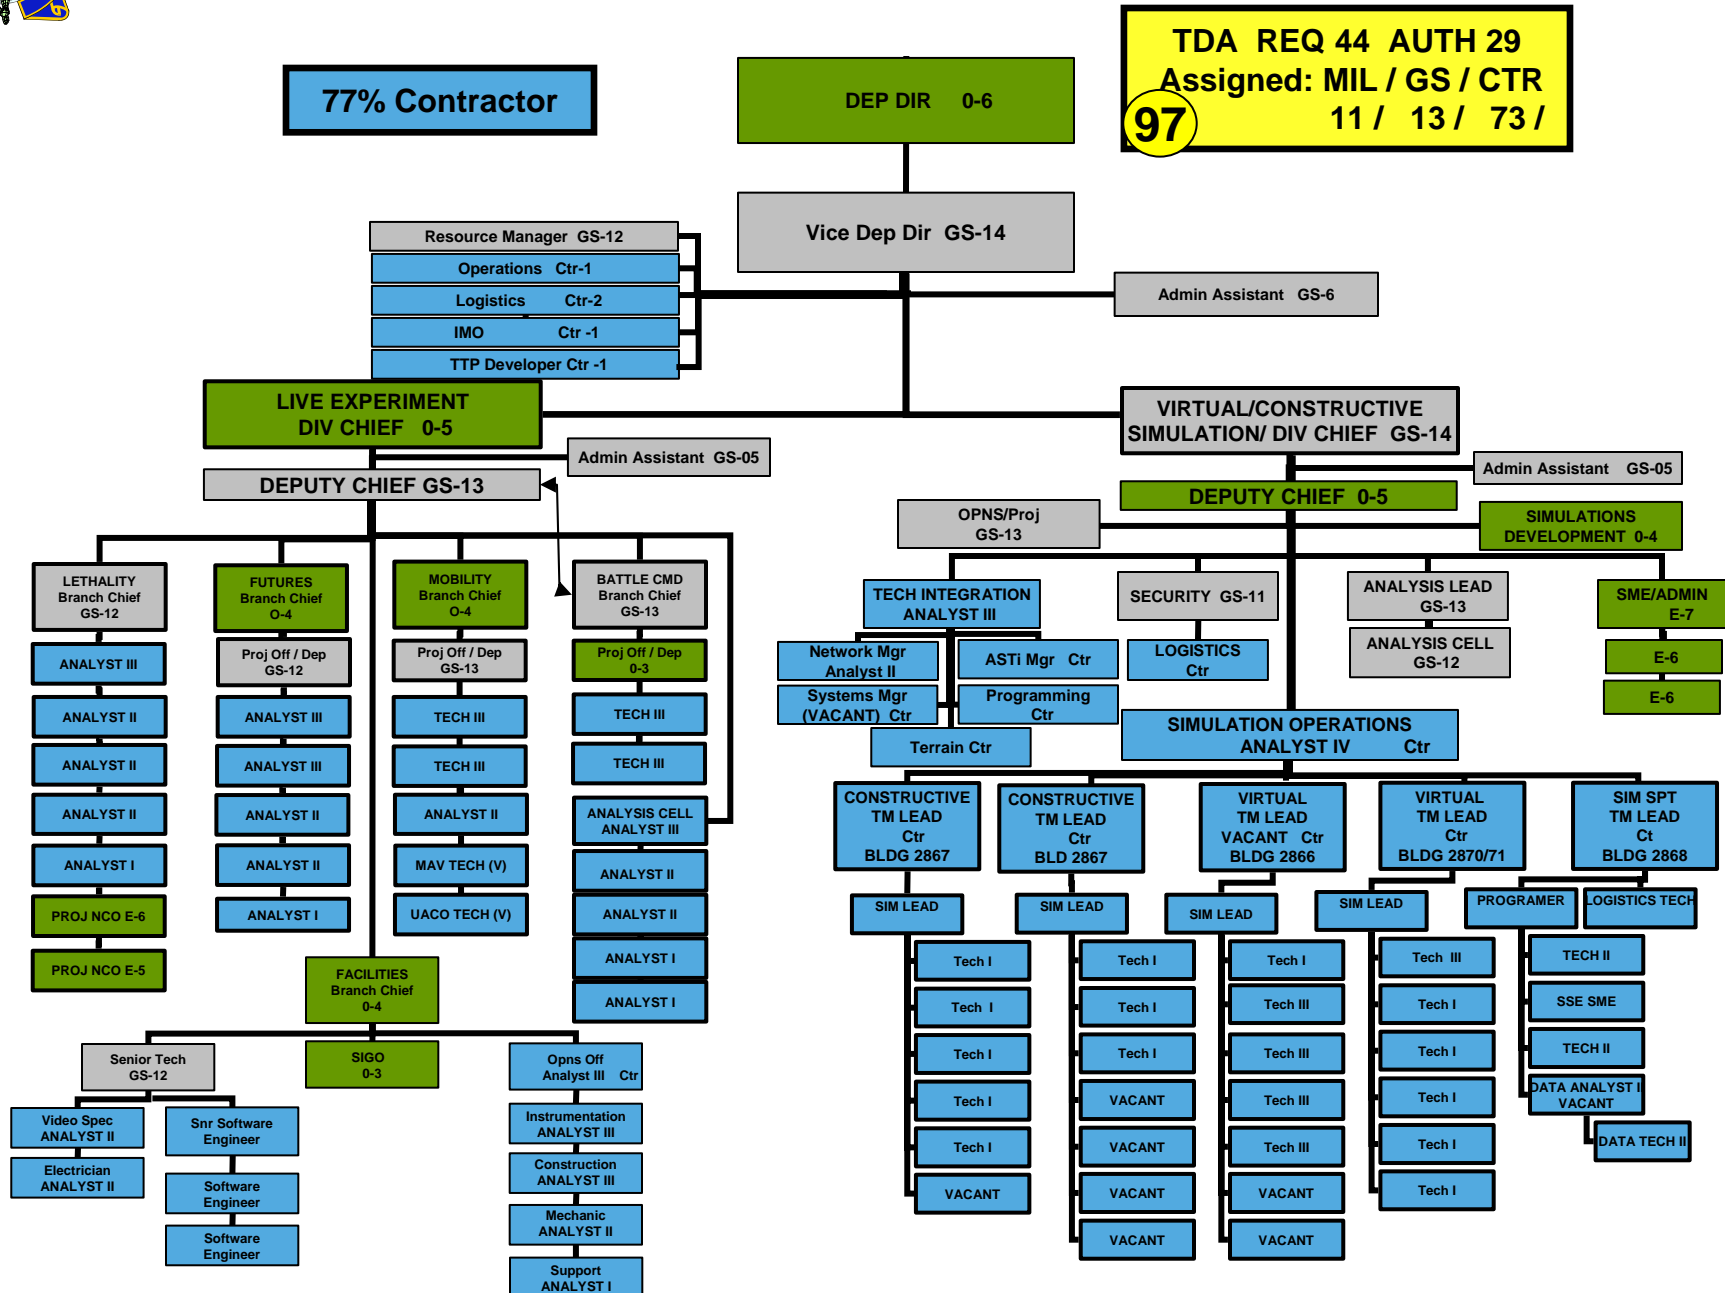 77% Contractor
DEP DIR 0-6
TDA REQ 44 AUTH 29
Assigned: MIL / GS / CTR
97
11 / 13 / 73 /
Vice Dep Dir GS-14
Resource Manager GS-12
Operations Ctr-1
Logistics Ctr-2
IMO Ctr -1
TTP Developer Ctr -1
Admin Assistant GS-6
LIVE EXPERIMENT
DIV CHIEF 0-5
Admin Assistant GS-05
DEPUTY CHIEF GS-13
LETHALITY
Branch Chief
GS-12
ANALYST III
ANALYST II
ANALYST II
ANALYST II
ANALYST I
PROJ NCO E-6
PROJ NCO E-5
FUTURES
Branch Chief
O-4
Proj Off / Dep
GS-12
ANALYST III
ANALYST III
ANALYST II
ANALYST II
ANALYST I
MOBILITY
Branch Chief
O-4
Proj Off / Dep
GS-13
TECH III
TECH III
ANALYST II
MAV TECH (V)
UACO TECH (V)
BATTLE CMD
Branch Chief
GS-13
Proj Off / Dep
0-3
TECH III
TECH III
ANALYSIS CELL
ANALYST III
ANALYST II
ANALYST II
ANALYST I
ANALYST I
FACILITIES
Branch Chief
0-4
Senior Tech
GS-12
SIGO
0-3
Opns Off
Analyst III Ctr
Video Spec
ANALYST II
Electrician
ANALYST II
Snr Software
Engineer
Software
Engineer
Software
Engineer
Instrumentation
ANALYST III
Construction
ANALYST III
Mechanic
ANALYST II
Support
ANALYST I
VIRTUAL/CONSTRUCTIVE
SIMULATION/ DIV CHIEF GS-14
Admin Assistant GS-05
DEPUTY CHIEF 0-5
OPNS/Proj
GS-13
SIMULATIONS
DEVELOPMENT 0-4
TECH INTEGRATION
ANALYST III
Network Mgr
Analyst II
ASTi Mgr Ctr
Systems Mgr
(VACANT) Ctr
Programming
Ctr
Terrain Ctr
SECURITY GS-11
LOGISTICS
Ctr
ANALYSIS LEAD
GS-13
ANALYSIS CELL
GS-12
SME/ADMIN
E-7
E-6
E-6
SIMULATION OPERATIONS
ANALYST IV Ctr
CONSTRUCTIVE
TM LEAD
Ctr
BLDG 2867
SIM LEAD
Tech I
Tech I
Tech I
Tech I
Tech I
VACANT
CONSTRUCTIVE
TM LEAD
Ctr
BLD 2867
SIM LEAD
Tech I
Tech I
Tech I
VACANT
VACANT
VACANT
VACANT
VIRTUAL
TM LEAD
VACANT Ctr
BLDG 2866
SIM LEAD
Tech I
Tech III
Tech III
Tech III
Tech III
VACANT
VACANT
VIRTUAL
TM LEAD
Ctr
BLDG 2870/71
SIM LEAD
Tech III
Tech I
Tech I
Tech I
Tech I
Tech I
SIM SPT
TM LEAD
Ct
BLDG 2868
PROGRAMER
LOGISTICS TECH
TECH II
SSE SME
TECH II
DATA ANALYST I
VACANT
DATA TECH II